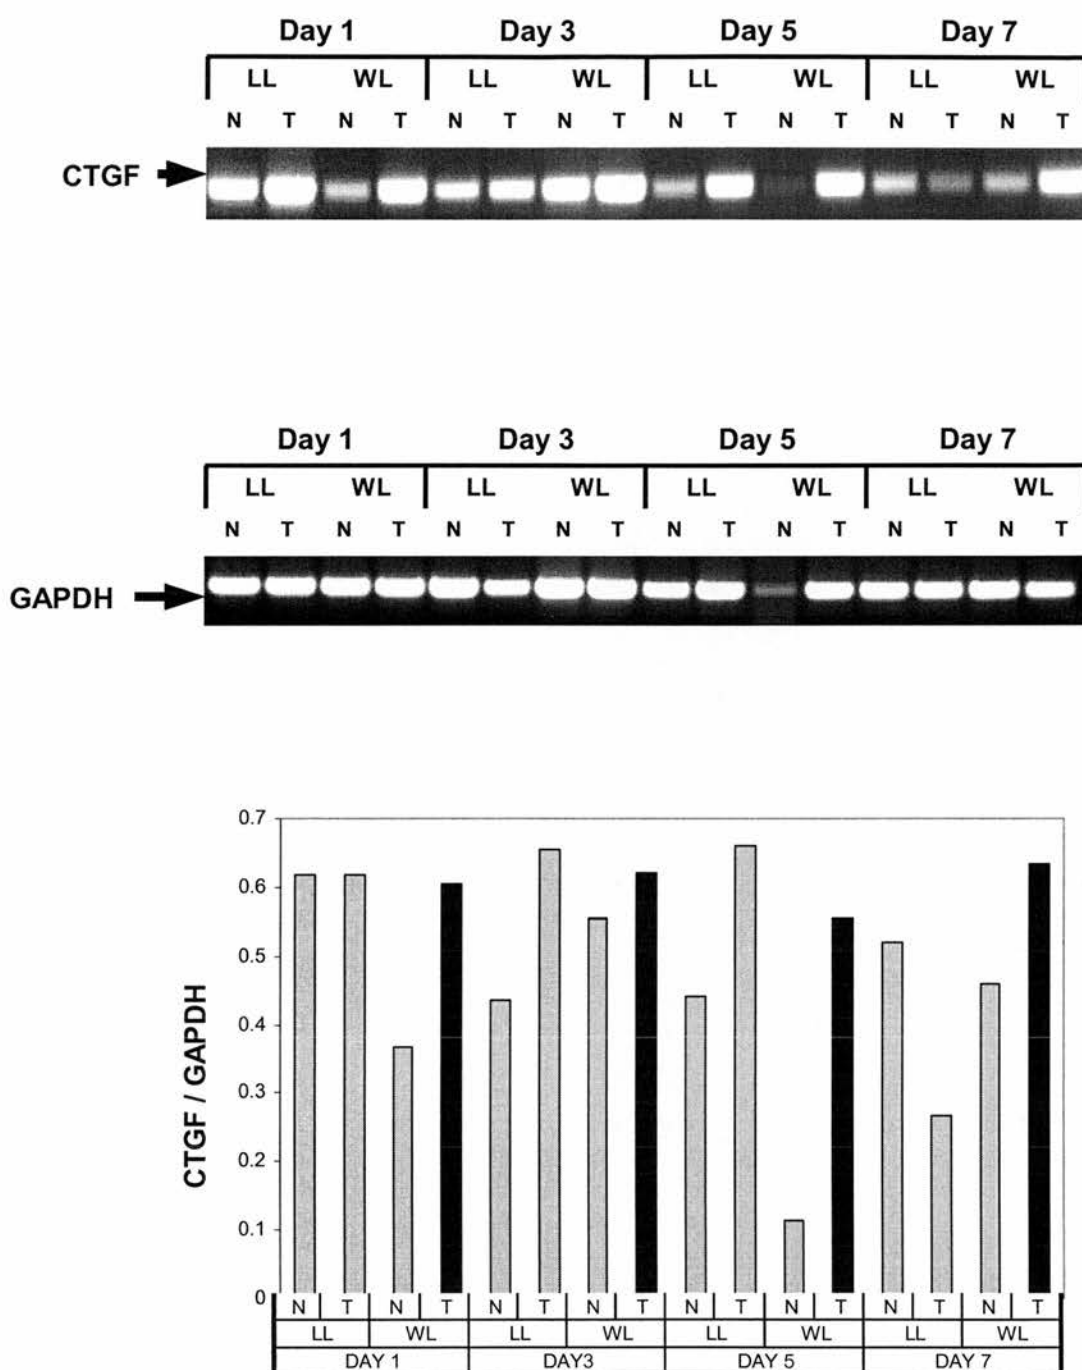 Day 1 Day 3 Day 5 Day 7
LL WL LL WL LL WL LL WL
N T N T N T N T N T N T N T N T
CTGF
Day 1 Day 3 Day 5 Day 7
LL WL LL WL LL WL LL WL
N T N T N T N T N T N T N T N T
GAPDH
0.7
0.6
0.5
0.4
0.3
0.2
0.1
0
CTGF / GAPDH
N T N T N T N T N T N T N T N T
LL WL LL WL LL WL LL WL
DAY 1 DAY3 DAY 5 DAY 7